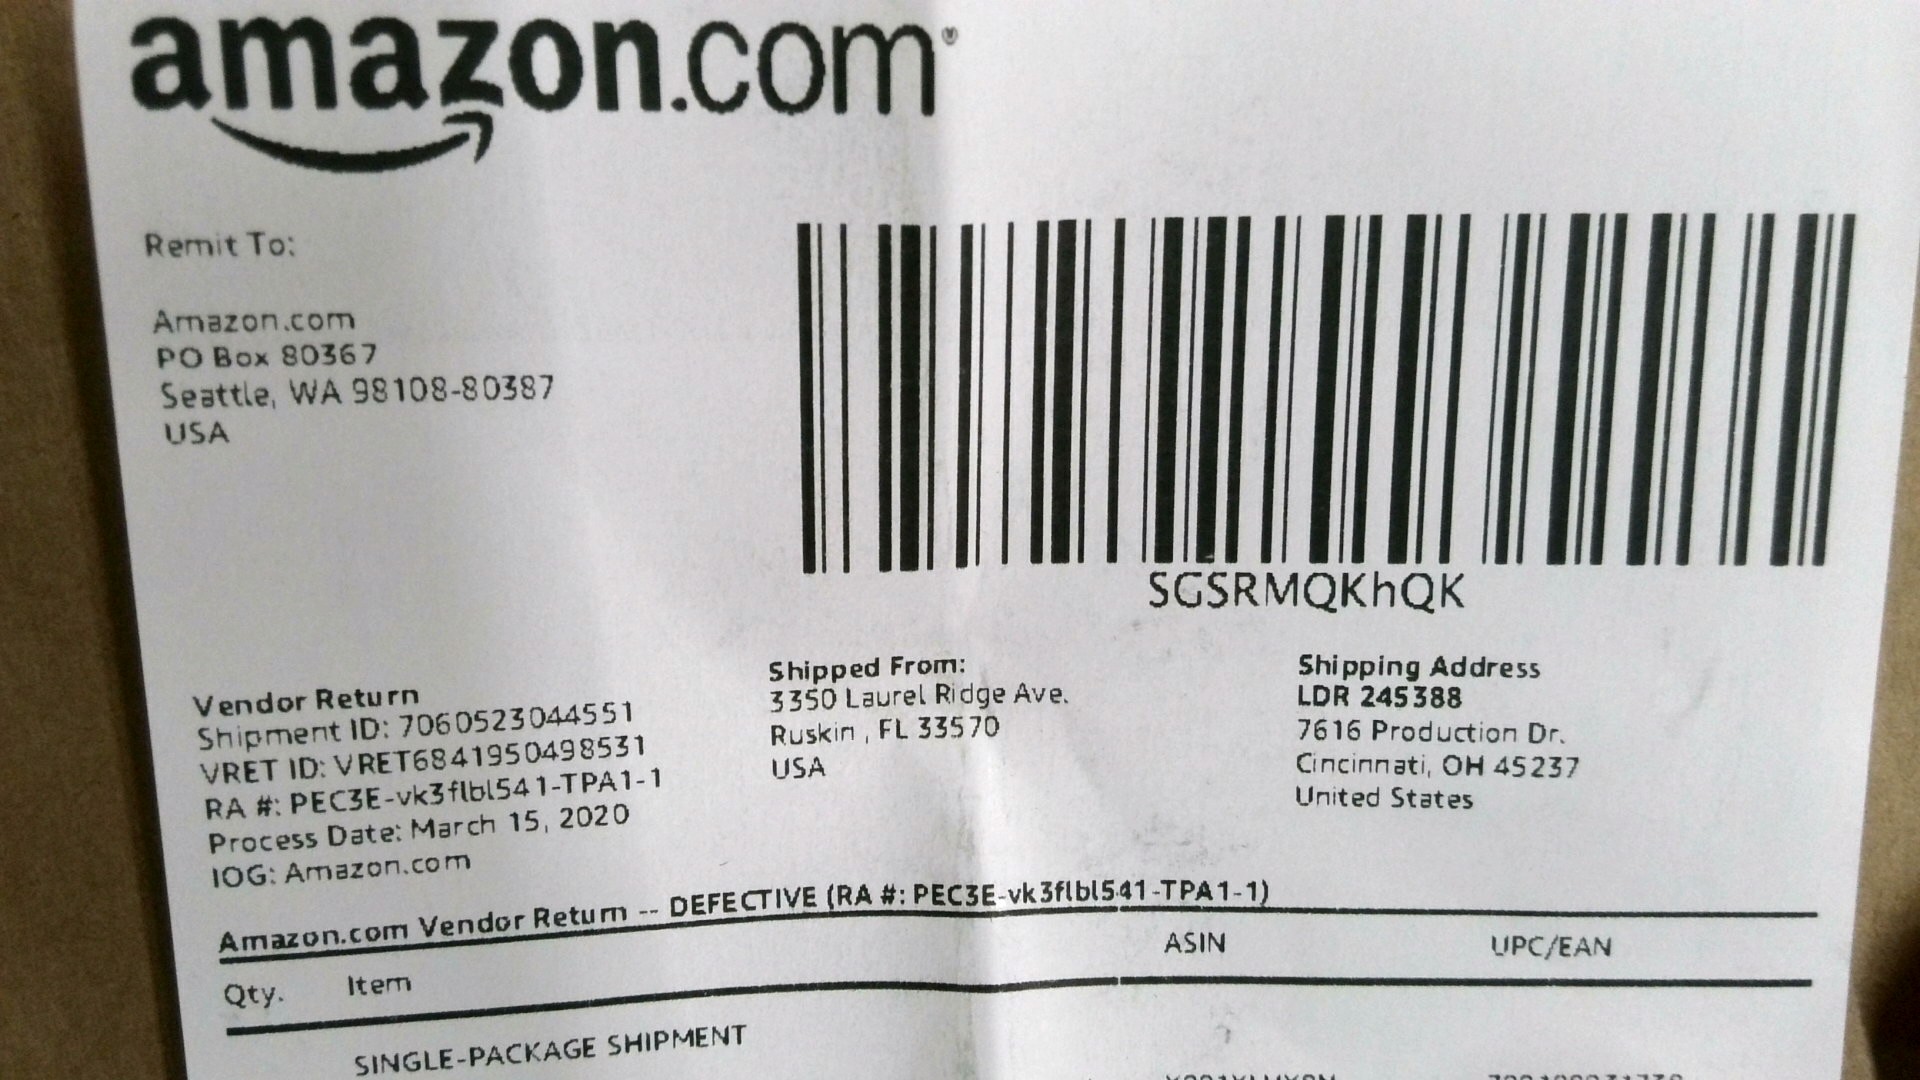 amazon.com
Remit To:
Amazon.com
PO Box 80367
Seattle, WA 98108-80387
USA
SGSRMQKhQK
Vendor Return
Shipment ID: 7060523044551
VRET ID: VRET6841950498531
RA #: PEC3E-vk3flbl541-TPA1-1
Process Date: March 15, 2020
IOG: Amazon.com
Shipped From:
3350 Laurel Ridge Ave.
Ruskin , FL 33570
USA
Shipping Address
LDR 245388
7616 Production Dr.
Cincinnati, OH 45237
United States
Amazon.com Vendor Return -- DEFECTIVE (RA #: PEC3E-vk3flbl541-TPA1-1)
Qty. Item ASIN UPC/EAN
SINGLE-PACKAGE SHIPMENT